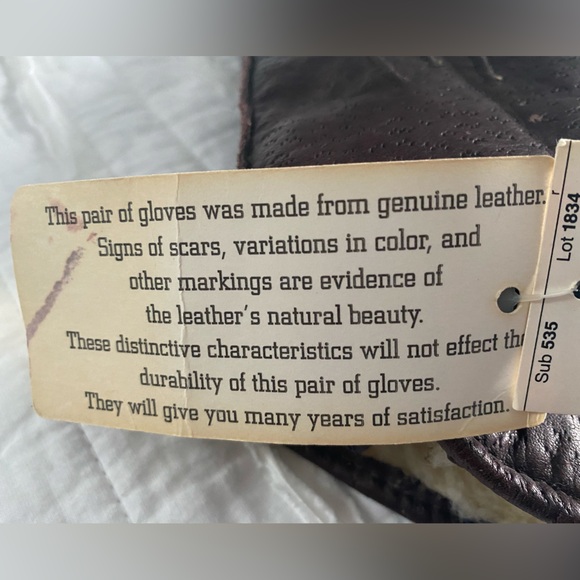 This pair of gloves was made from genuine leather.
Signs of scars, variations in color, and
other markings are evidence of
the leather's natural beauty.
These distinctive characteristics will not effect the
durability of this pair of gloves.
They will give you many years of satisfaction.
Sub 535 Lot 1834